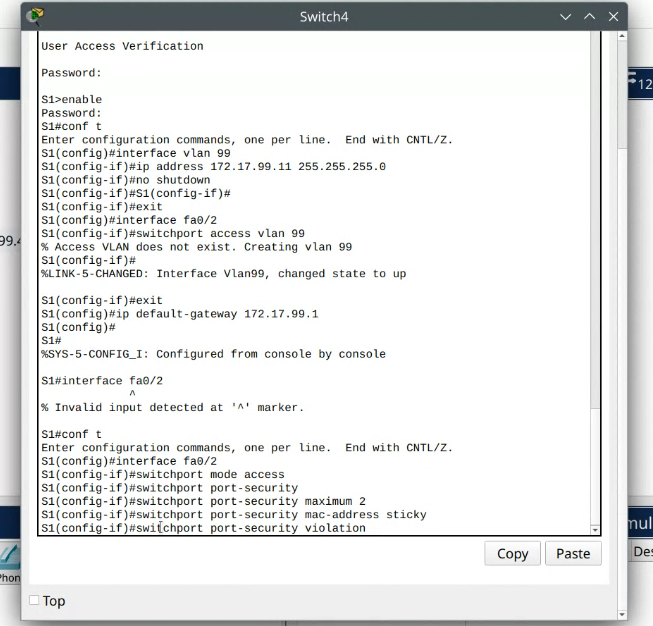 Switch4
User Access Verification
Password:
S1>enable
Password:
S1#conf t
Enter configuration commands, one per line.  End with CNTL/Z.
S1(config)#interface vlan 99
S1(config-if)#ip address 172.17.99.11 255.255.255.0
S1(config-if)#no shutdown
S1(config-if)#S1(config-if)#
S1(config-if)#exit
S1(config)#interface fa0/2
S1(config-if)#switchport access vlan 99
% Access VLAN does not exist. Creating vlan 99
S1(config-if)#
%LINK-5-CHANGED: Interface Vlan99, changed state to up
S1(config-if)#exit
S1(config)#ip default-gateway 172.17.99.1
S1(config)#
S1#
%SYS-5-CONFIG_I: Configured from console by console
S1#interface fa0/2
^
% Invalid input detected at '^' marker.
S1#conf t
Enter configuration commands, one per line.  End with CNTL/Z.
S1(config)#interface fa0/2
S1(config-if)#switchport mode access
S1(config-if)#switchport port-security
S1(config-if)#switchport port-security maximum 2
S1(config-if)#switchport port-security mac-address sticky
S1(config-if)#switchport port-security violation
Copy
Paste
Top
12
99.
mul
Des
Phon